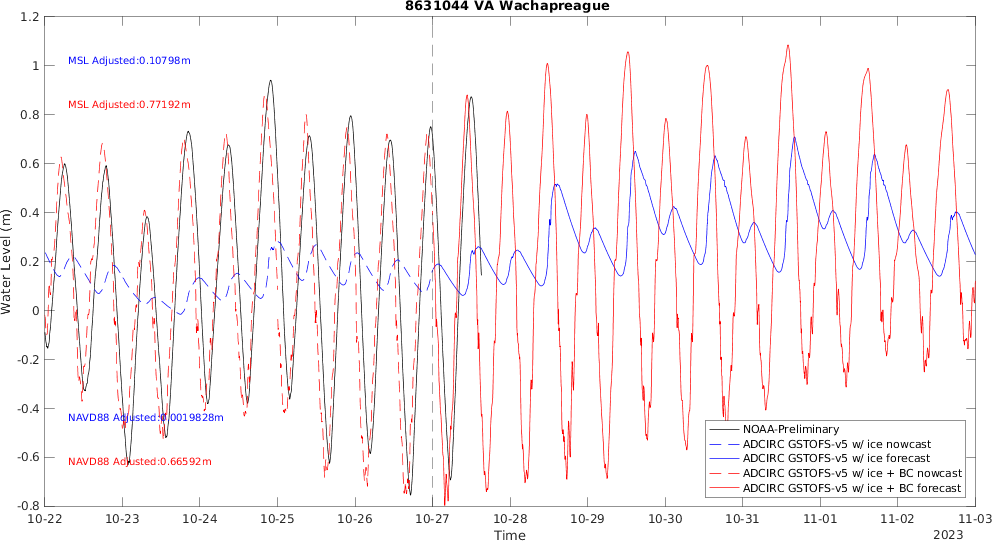 8631044 VA Wachapreague
1.2
1
0.8
0.6
0.4
0.2
0
-0.2
-0.4
-0.6
-0.8
Water Level (m)
MSL Adjusted:0.10798m
MSL Adjusted:0.77192m
NAVD88 Adjusted:0.0019828m
NAVD88 Adjusted:0.66592m
NOAA-Preliminary
ADCIRC GSTOFS-v5 w/ ice nowcast
ADCIRC GSTOFS-v5 w/ ice forecast
ADCIRC GSTOFS-v5 w/ ice + BC nowcast
ADCIRC GSTOFS-v5 w/ ice + BC forecast
10-22 10-23 10-24 10-25 10-26 10-27 10-28 10-29 10-30 10-31 11-01 11-02 11-03
Time
2023